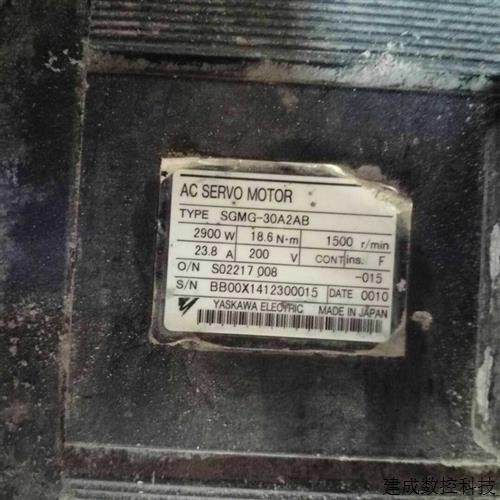 AC SERVO MOTOR
TYPE SGMG-30A2AB
2900 W 18.6 N·m 1500 r/min
23.8 A 200 V CONT ins. F
O/N S02217 008 -015
S/N BB00X1412300015 DATE 0010
YASKAWA ELECTRIC MADE IN JAPAN
建成数控科技